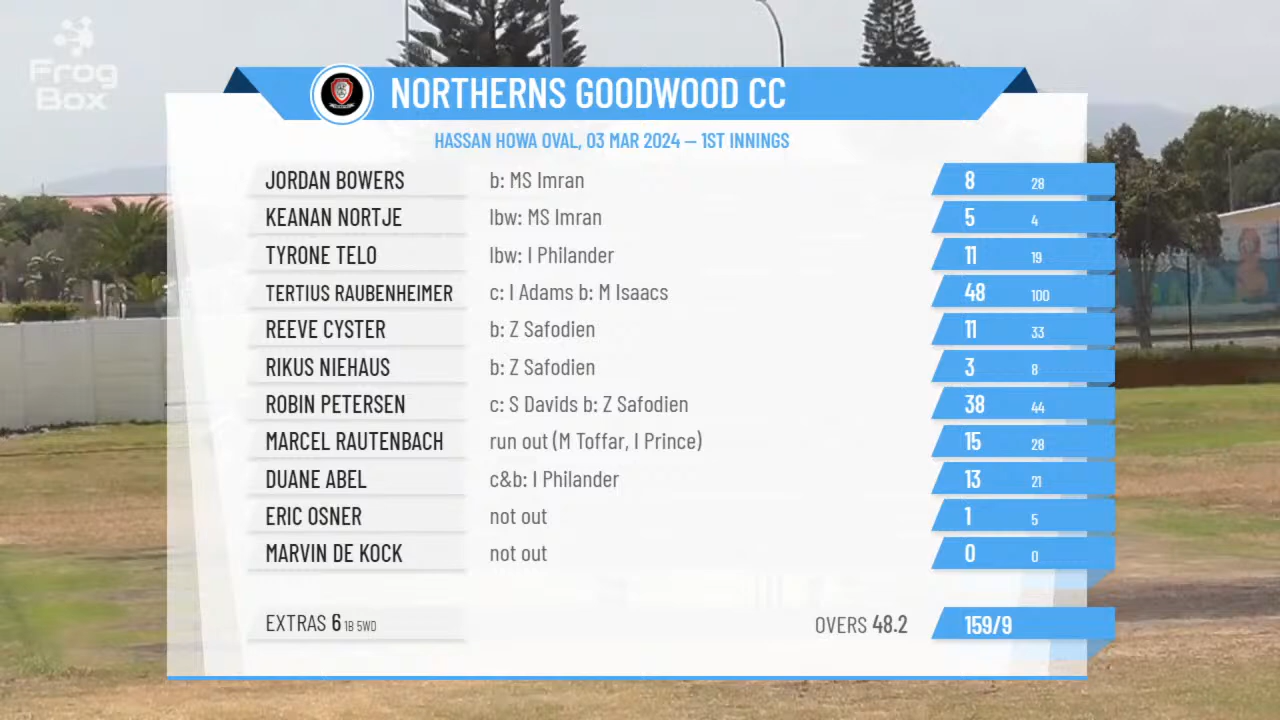 Frog
Box
NORTHERNS GOODWOOD CC
HASSAN HOWA OVAL, 03 MAR 2024 – 1ST INNINGS
JORDAN BOWERS b: MS Imran 8 28
KEANAN NORTJE lbw: MS Imran 5 4
TYRONE TELO lbw: I Philander 11 19
TERTIUS RAUBENHEIMER c: I Adams b: M Isaacs 48 100
REEVE CYSTER b: Z Safodien 11 33
RIKUS NIEHAUS b: Z Safodien 3 8
ROBIN PETERSEN c: S Davids b: Z Safodien 38 44
MARCEL RAUTENBACH run out (M Toffar, I Prince) 15 28
DUANE ABEL c&b: I Philander 13 21
ERIC OSNER not out 1 5
MARVIN DE KOCK not out 0 0
EXTRAS 6 1B 5WD OVERS 48.2 159/9